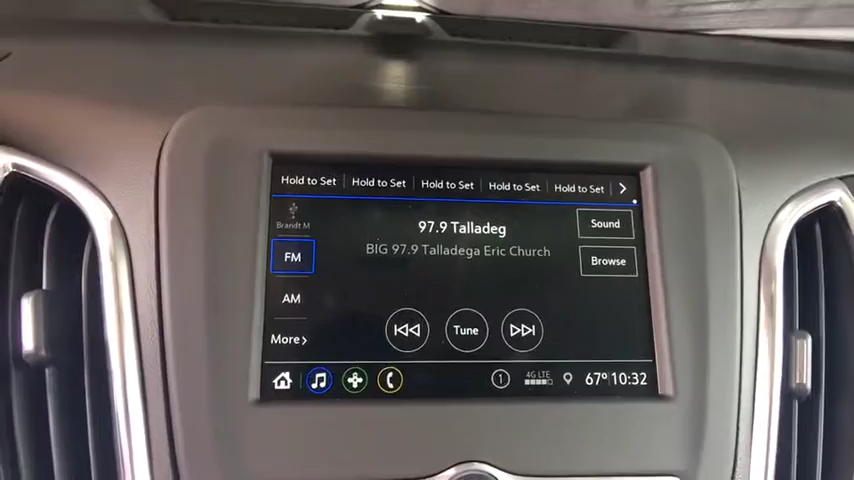 Hold to Set Hold to Set Hold to Set Hold to Set Hold to Set
Brandt M
97.9 Talladeg
Sound
BIG 97.9 Talladega Eric Church
FM
Browse
AM
Tune
More
1 4G LTE 67° 10:32